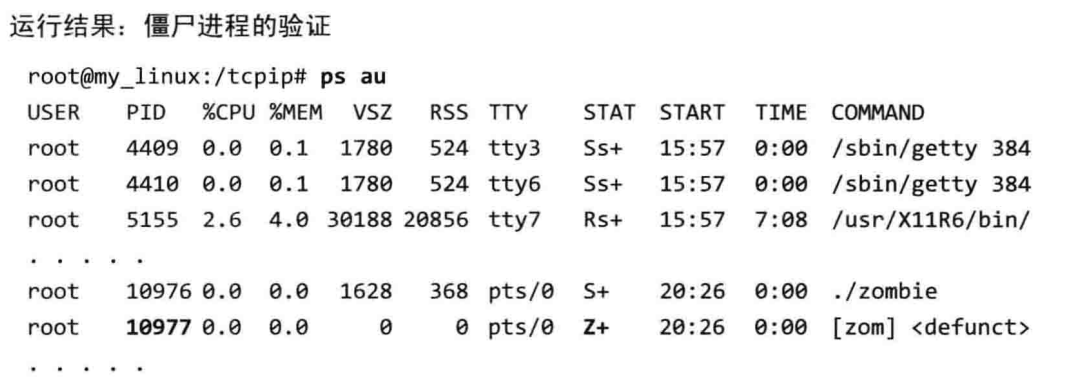 运行结果：僵尸进程的验证
root@my_linux:/tcpip# ps au
USER PID %CPU %MEM VSZ RSS TTY STAT START TIME COMMAND
root 4409 0.0 0.1 1780 524 tty3 Ss+ 15:57 0:00 /sbin/getty 384
root 4410 0.0 0.1 1780 524 tty6 Ss+ 15:57 0:00 /sbin/getty 384
root 5155 2.6 4.0 30188 20856 tty7 Rs+ 15:57 7:08 /usr/X11R6/bin/
. . . . .
root 10976 0.0 0.0 1628 368 pts/0 S+ 20:26 0:00 ./zombie
root 10977 0.0 0.0 0 0 pts/0 Z+ 20:26 0:00 [zom] <defunct>
. . . . .